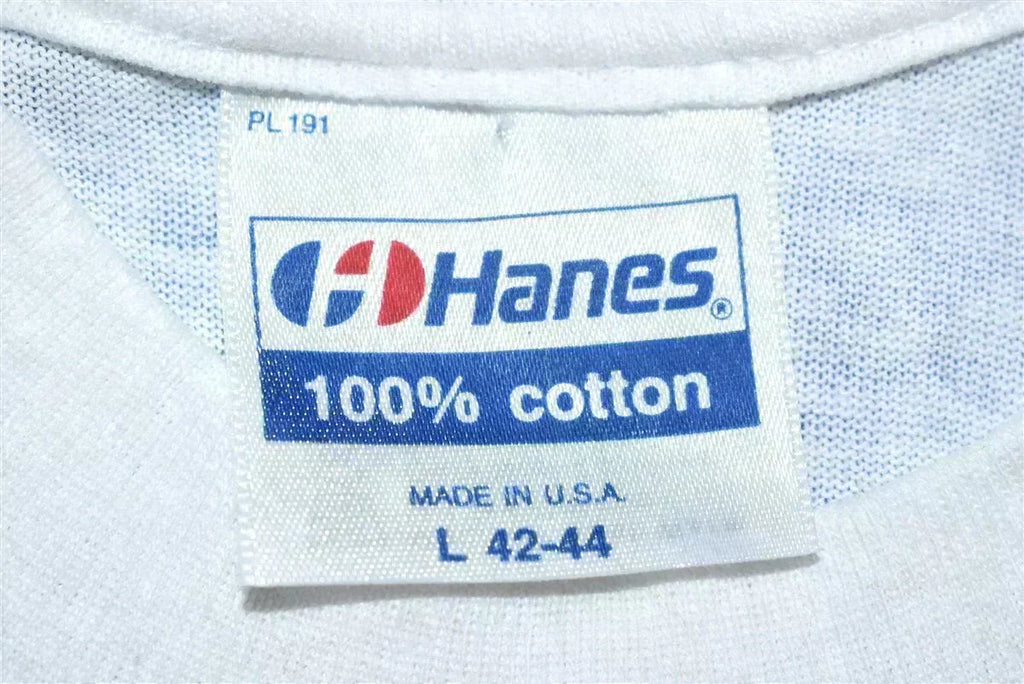 PL 191
Hanes®
100% cotton
MADE IN U.S.A.
L 42-44